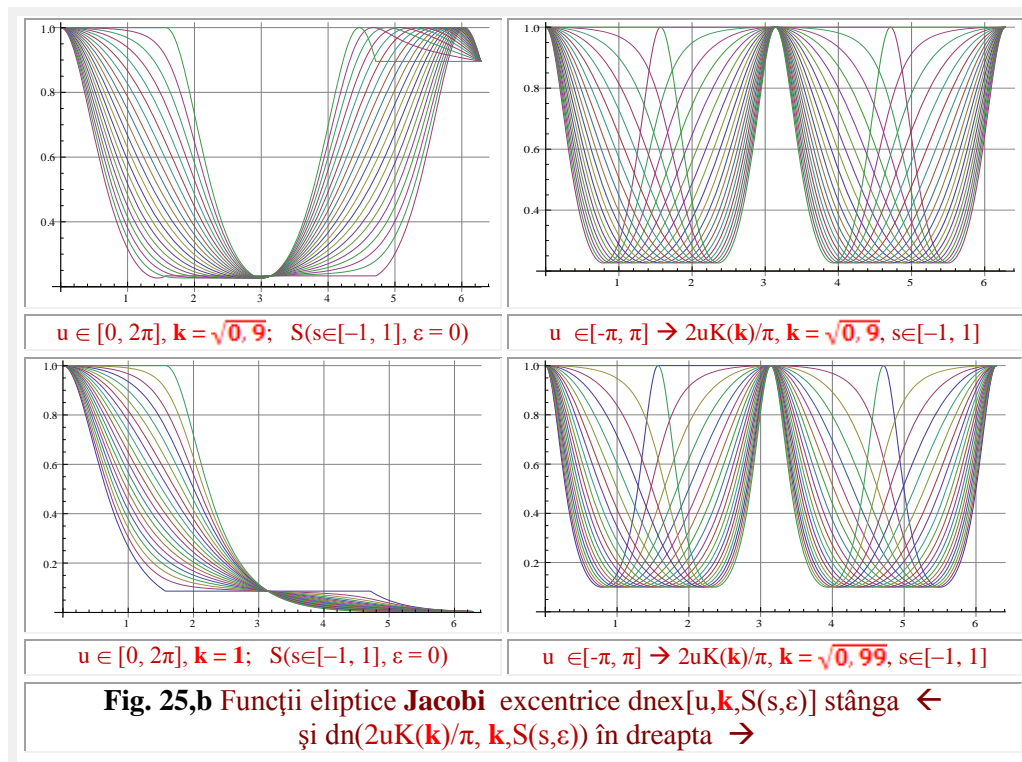 1.0
0.8
0.6
0.4
1 2 3 4 5 6
1.0
0.8
0.6
0.4
1 2 3 4 5 6
u ∈ [0, 2π], k = √0,9; S(s∈[−1, 1], ε = 0)
u ∈[-π, π] → 2uK(k)/π, k = √0,9, s∈[−1, 1]
1.0
0.8
0.6
0.4
0.2
1 2 3 4 5 6
1.0
0.8
0.6
0.4
0.2
1 2 3 4 5 6
u ∈ [0, 2π], k = 1; S(s∈[−1, 1], ε = 0)
u ∈[-π, π] → 2uK(k)/π, k = √0,99, s∈[−1, 1]
Fig. 25,b Funcţii eliptice Jacobi excentrice dnex[u,k,S(s,ε)] stânga ←
şi dn(2uK(k)/π, k,S(s,ε)) în dreapta →